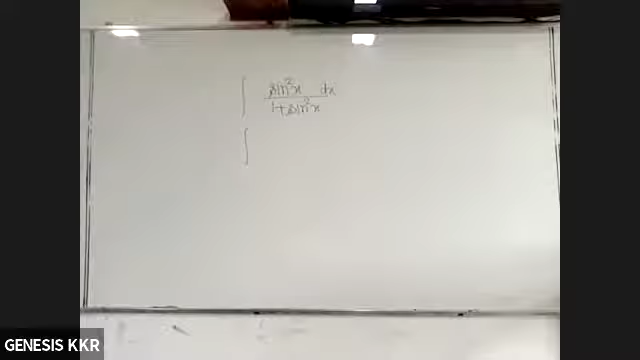 ∫ sin²x dx / 1+sin²x
∫
GENESIS KKR